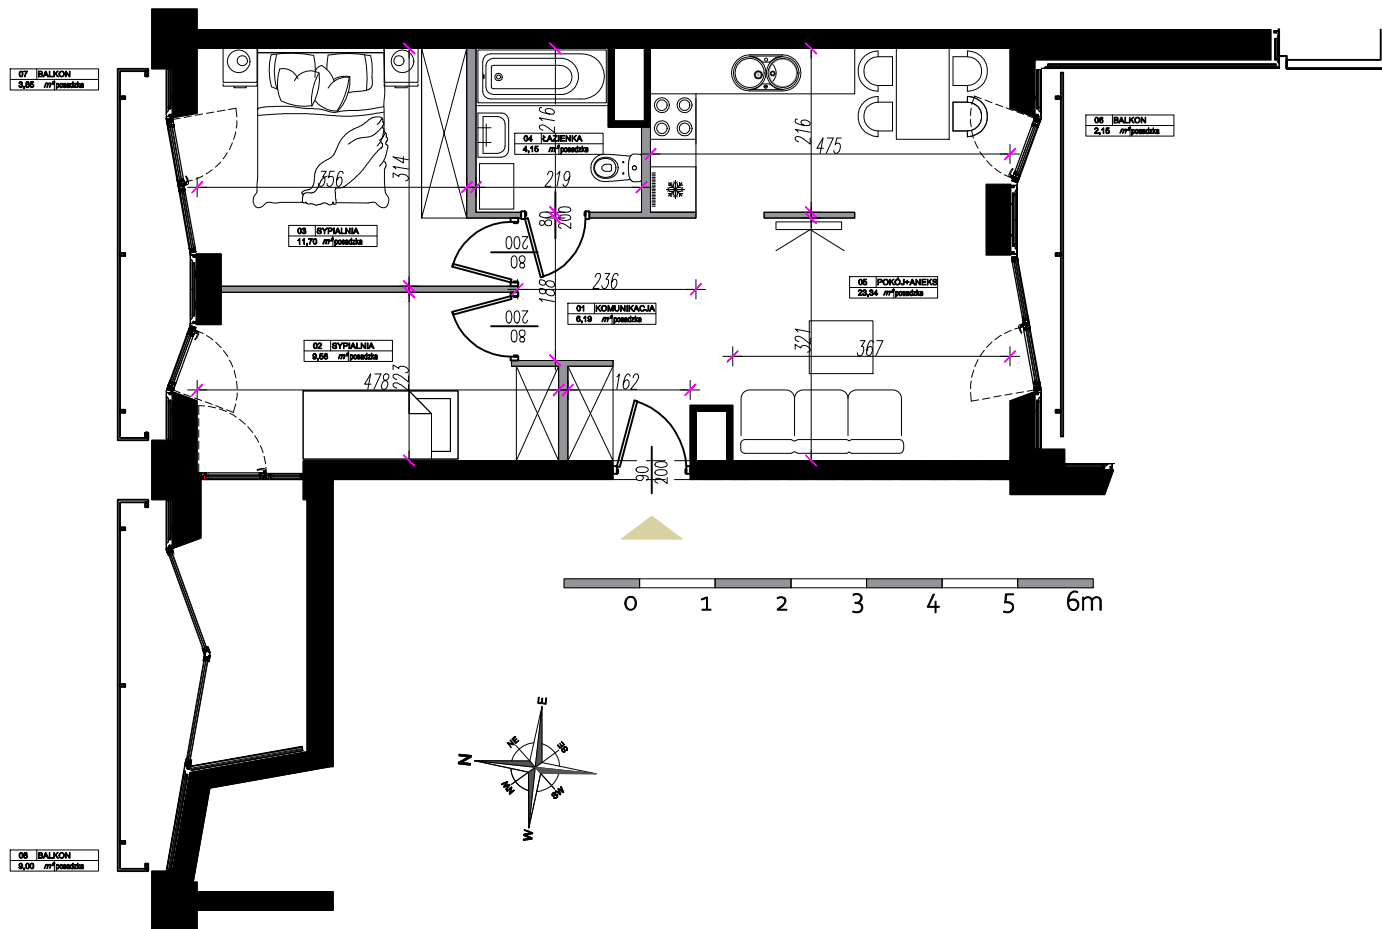 07 BALKON
3,85 m² posadzka
06 BALKON
2,15 m² posadzka
04 ŁAZIENKA
4,15 m² posadzka
216
216
475
314
356
219
80
200
03 SYPIALNIA
11,70 m² posadzka
200
80
188
236
05 POKÓJ+ANEKS
23,34 m² posadzka
01 KOMUNIKACJA
6,19 m² posadzka
200
80
02 SYPIALNIA
9,58 m² posadzka
321
367
478
223
162
90
200
0 1 2 3 4 5 6m
E
NE
SE
N
NW
SW
W
08 BALKON
9,00 m² posadzka